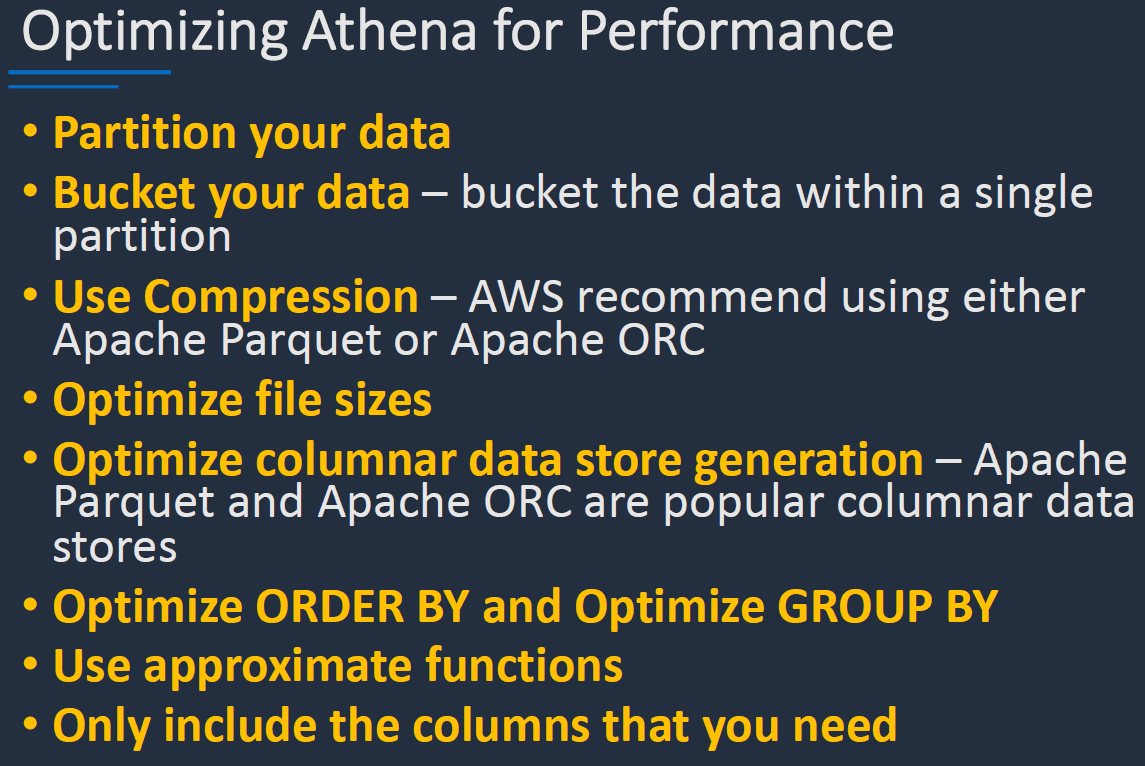 Optimizing Athena for Performance
• Partition your data
• Bucket your data – bucket the data within a single
partition
• Use Compression – AWS recommend using either
Apache Parquet or Apache ORC
• Optimize file sizes
• Optimize columnar data store generation – Apache
Parquet and Apache ORC are popular columnar data
stores
• Optimize ORDER BY and Optimize GROUP BY
• Use approximate functions
• Only include the columns that you need